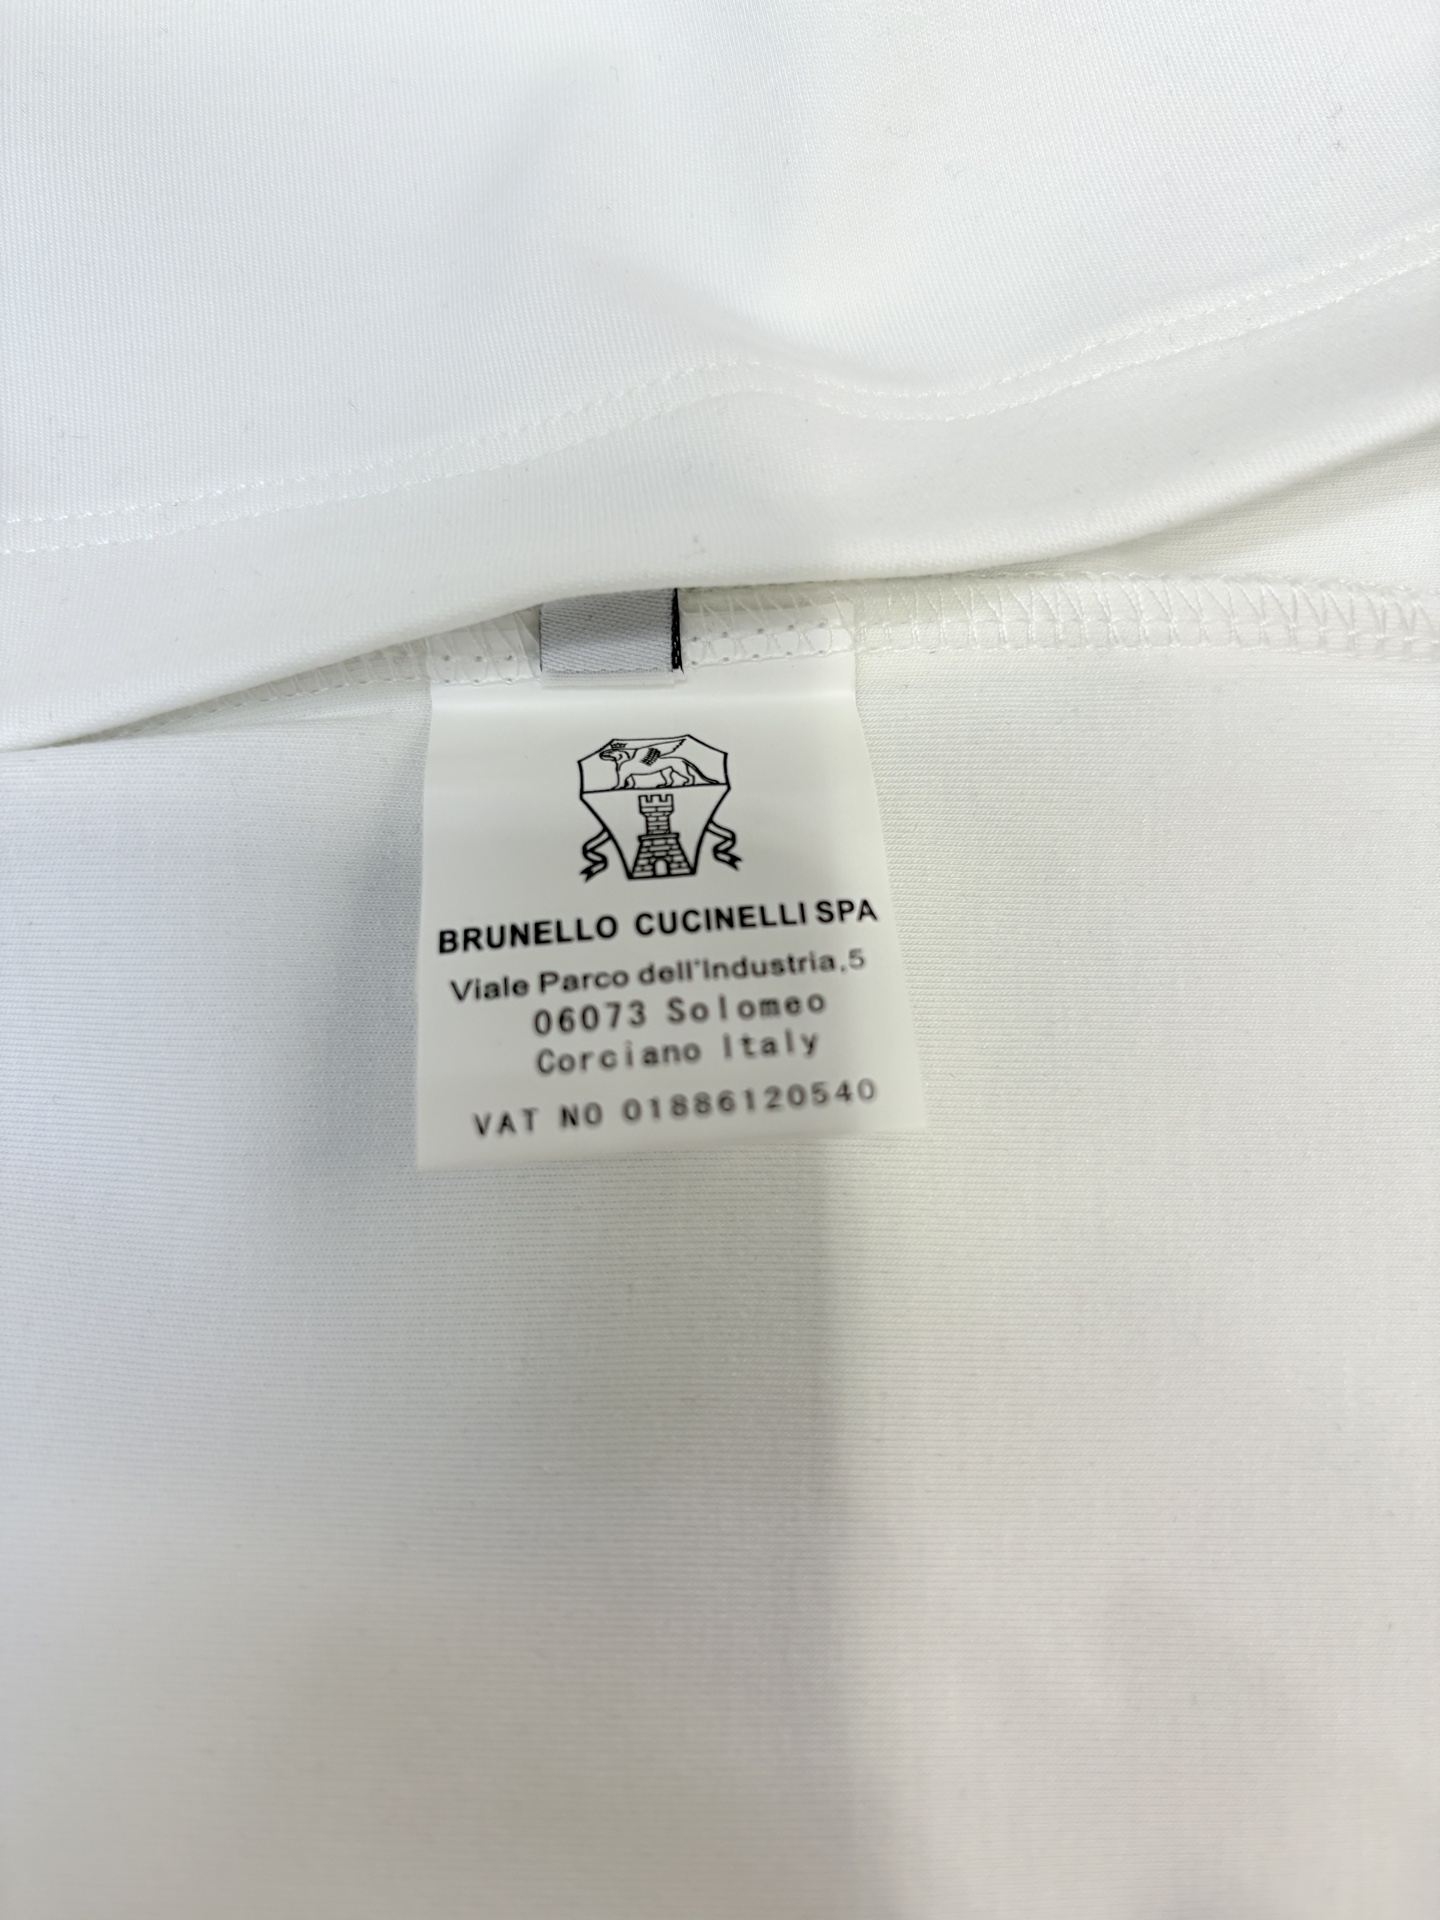 BRUNELLO CUCINELLI SPA
Viale Parco dell'Industria,5
06073 Solomeo
Corciano Italy
VAT NO 01886120540